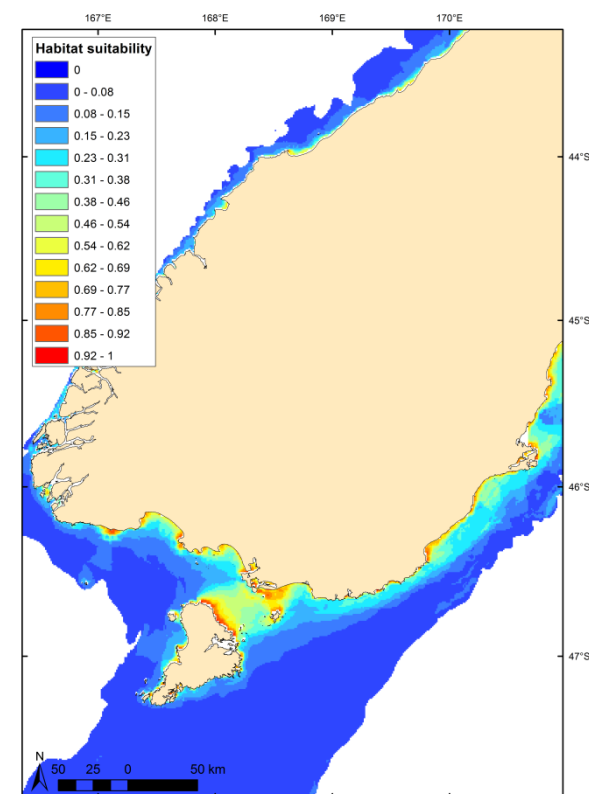 167°E 168°E 169°E 170°E
Habitat suitability
0
0 - 0.08
0.08 - 0.15
0.15 - 0.23
0.23 - 0.31
0.31 - 0.38
0.38 - 0.46
0.46 - 0.54
0.54 - 0.62
0.62 - 0.69
0.69 - 0.77
0.77 - 0.85
0.85 - 0.92
0.92 - 1
44°S
45°S
46°S
47°S
N
50 25 0 50 km